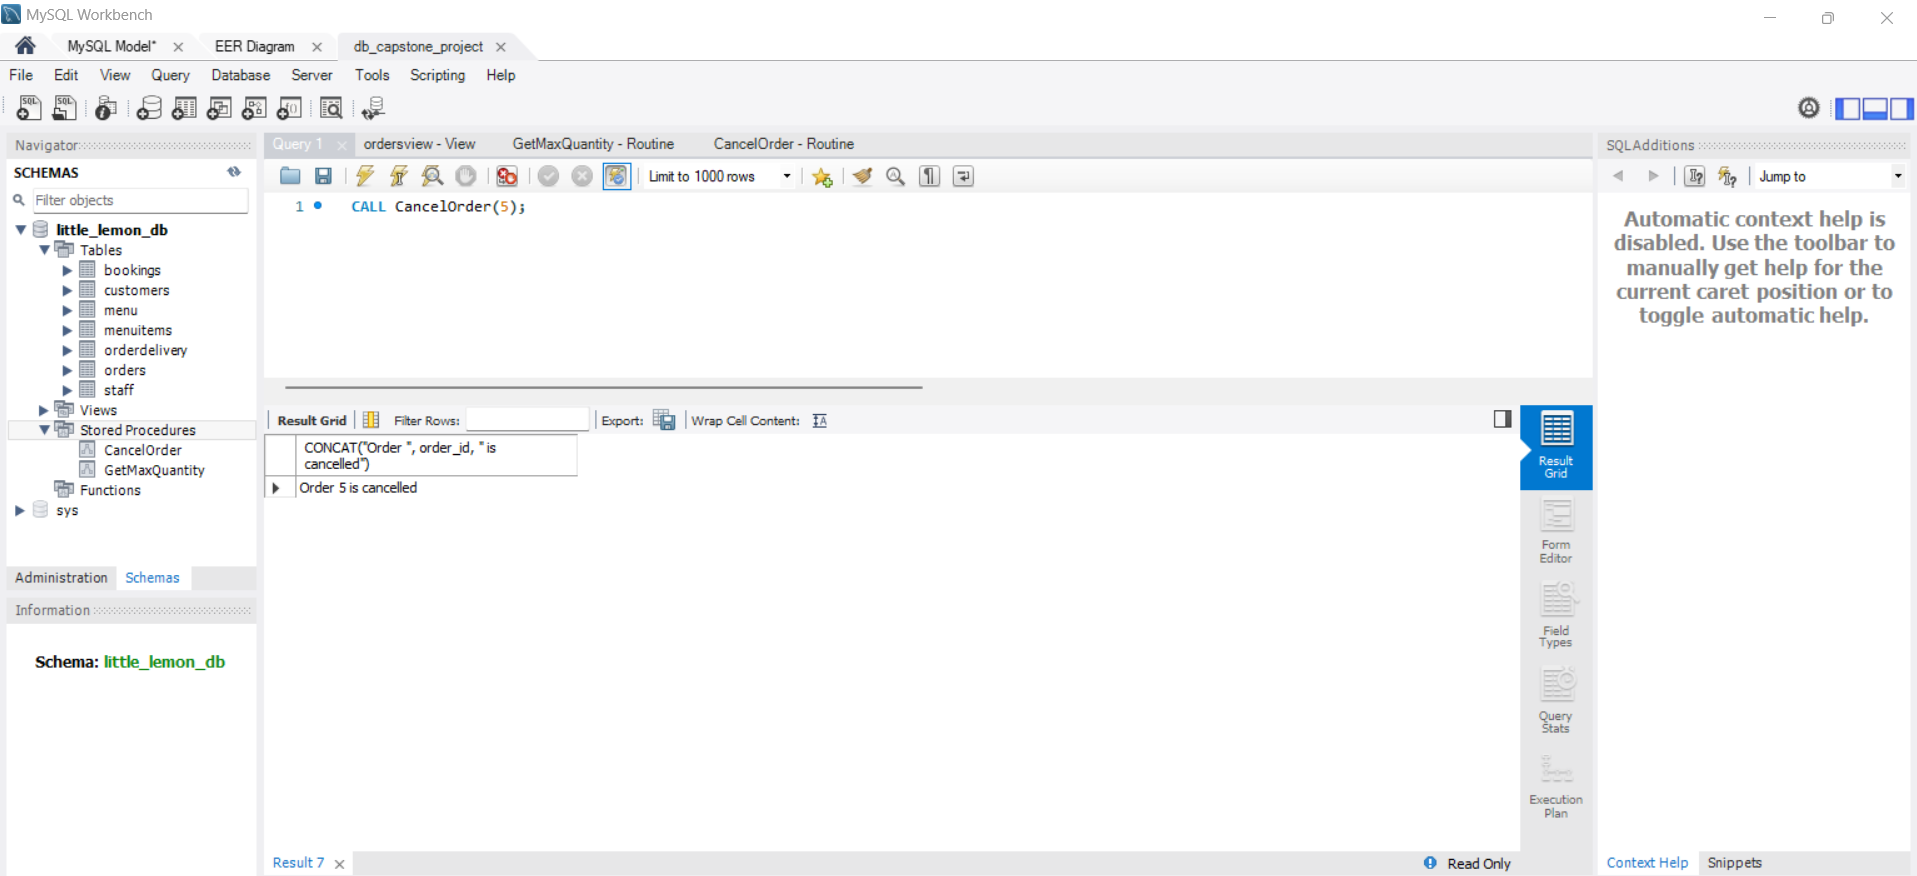 MySQL Workbench
MySQL Model*
EER Diagram
db_capstone_project
File Edit View Query Database Server Tools Scripting Help
Navigator
SCHEMAS
Filter objects
little_lemon_db
Tables
bookings
customers
menu
menuitems
orderdelivery
orders
staff
Views
Stored Procedures
CancelOrder
GetMaxQuantity
Functions
sys
Administration Schemas
Information
Schema: little_lemon_db
Query 1 ordersview - View GetMaxQuantity - Routine CancelOrder - Routine
Limit to 1000 rows
1 CALL CancelOrder(5);
Result Grid Filter Rows: Export: Wrap Cell Content:
CONCAT("Order ", order_id, " is
cancelled")
Order 5 is cancelled
Result
Grid
Form
Editor
Field
Types
Query
Stats
Execution
Plan
Result 7
Read Only
SQLAdditions
Jump to
Automatic context help is
disabled. Use the toolbar to
manually get help for the
current caret position or to
toggle automatic help.
Context Help Snippets